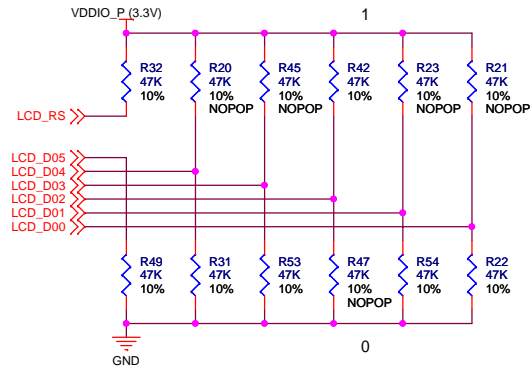 VDDIO_P (3.3V)
1
R32 R20 R45 R42 R23 R21
47K 47K 47K 47K 47K 47K
10% 10% 10% 10% 10% 10%
NOPOP NOPOP NOPOP NOPOP
LCD_RS
LCD_D05
LCD_D04
LCD_D03
LCD_D02
LCD_D01
LCD_D00
R49 R31 R53 R47 R54 R22
47K 47K 47K 47K 47K 47K
10% 10% 10% 10% 10% 10%
NOPOP
0
GND